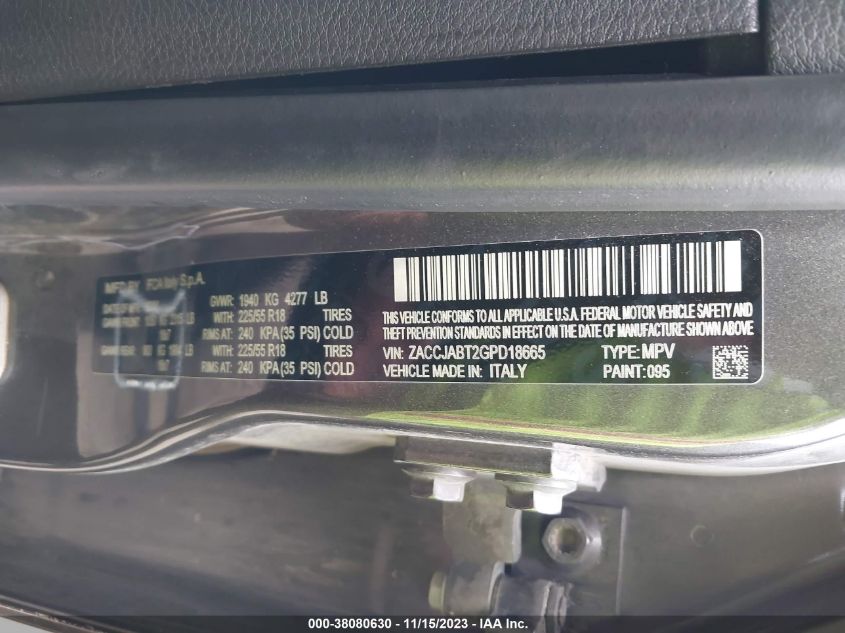 MFD BY FCA Italy S.p.A.
GVWR: 1940 KG 4277 LB
WITH: 225/55 R18 TIRES
RIMS AT: 240 KPA (35 PSI) COLD
WITH: 225/55 R18 TIRES
RIMS AT: 240 KPA (35 PSI) COLD
THIS VEHICLE CONFORMS TO ALL APPLICABLE U.S.A. FEDERAL MOTOR VEHICLE SAFETY AND
THEFT PREVENTION STANDARDS IN EFFECT ON THE DATE OF MANUFACTURE SHOWN ABOVE.
VIN: ZACCJABT2GPD18665 TYPE: MPV
VEHICLE MADE IN: ITALY PAINT: 095
000-38080630 - 11/15/2023 - IAA Inc.